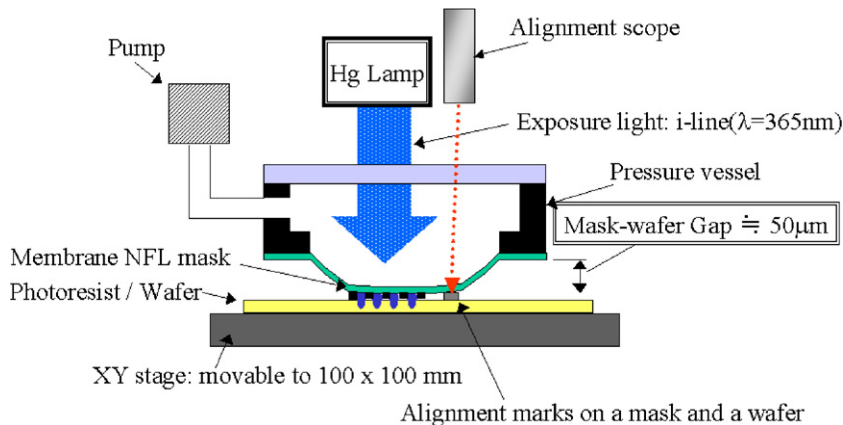 Alignment scope
Pump
Hg Lamp
Exposure light: i-line(λ=365nm)
Pressure vessel
Mask-wafer Gap ≒ 50μm
Membrane NFL mask
Photoresist / Wafer
XY stage: movable to 100 x 100 mm
Alignment marks on a mask and a wafer